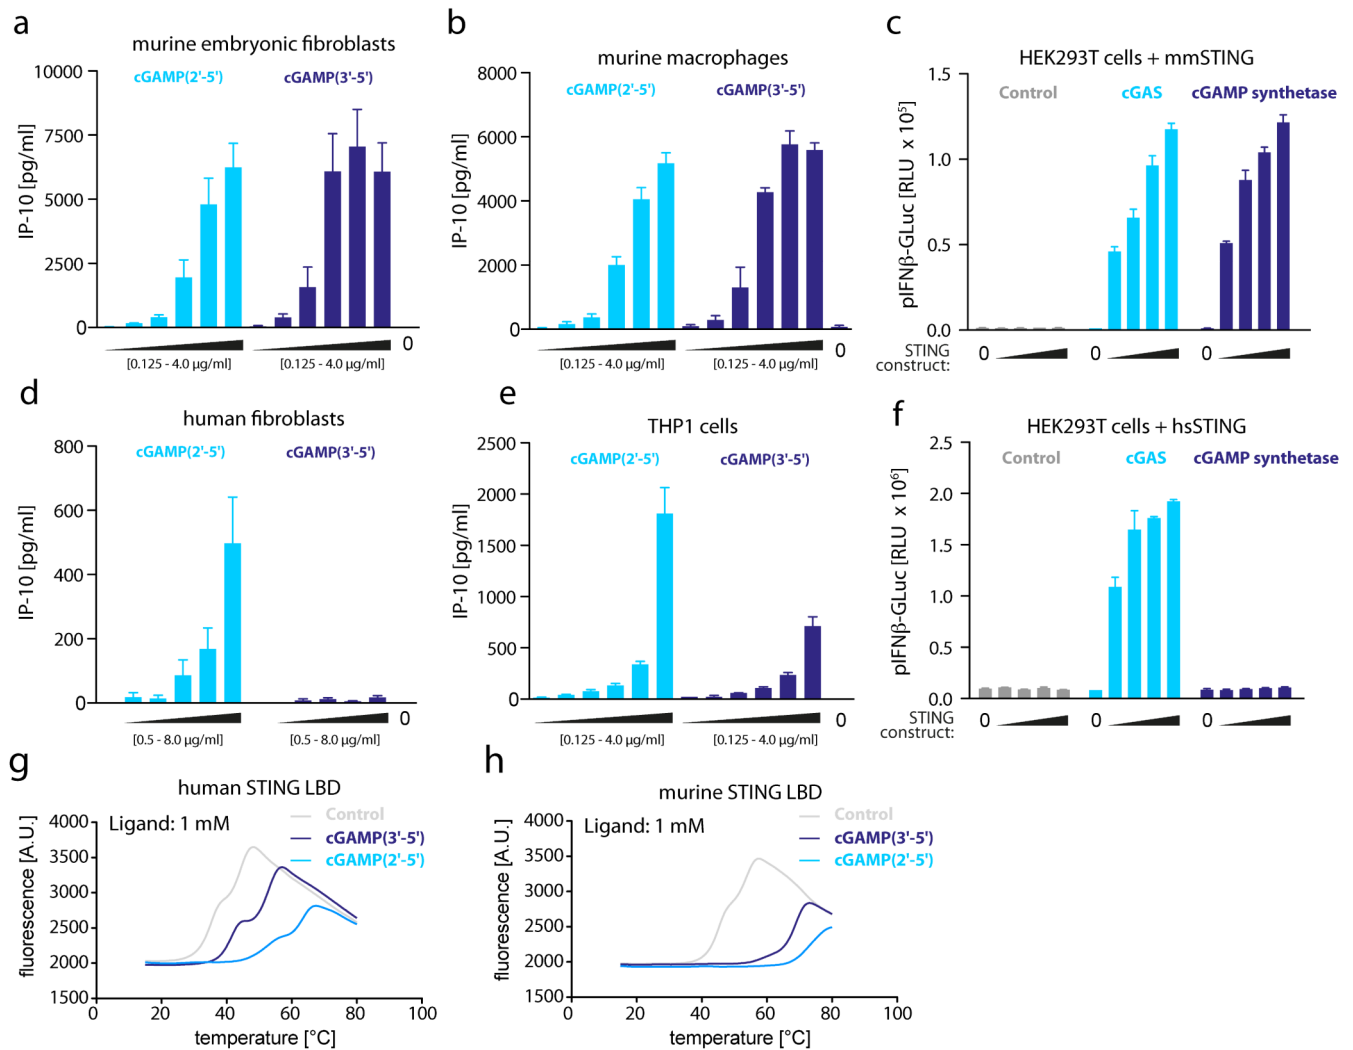 a
murine embryonic fibroblasts
cGAMP(2'-5')
cGAMP(3'-5')
IP-10 [pg/ml]
10000
7500
5000
2500
0
0
[0.125 - 4.0 µg/ml]
[0.125 - 4.0 µg/ml]
b
murine macrophages
cGAMP(2'-5')
cGAMP(3'-5')
IP-10 [pg/ml]
8000
6000
4000
2000
0
0
[0.125 - 4.0 µg/ml]
[0.125 - 4.0 µg/ml]
c
HEK293T cells + mmSTING
Control
cGAS
cGAMP synthetase
pIFNβ-GLuc [RLU x 10⁵]
1.5
1.0
0.5
0.0
STING
construct:
0
0
0
d
human fibroblasts
cGAMP(2'-5')
cGAMP(3'-5')
IP-10 [pg/ml]
800
600
400
200
0
0
[0.5 - 8.0 µg/ml]
[0.5 - 8.0 µg/ml]
e
THP1 cells
cGAMP(2'-5')
cGAMP(3'-5')
IP-10 [pg/ml]
2500
2000
1500
1000
500
0
0
[0.125 - 4.0 µg/ml]
[0.125 - 4.0 µg/ml]
f
HEK293T cells + hsSTING
Control
cGAS
cGAMP synthetase
pIFNβ-GLuc [RLU x 10⁶]
2.5
2.0
1.5
1.0
0.5
0.0
STING
construct:
0
0
0
g
human STING LBD
Ligand: 1 mM
Control
cGAMP(3'-5')
cGAMP(2'-5')
fluorescence [A.U.]
4000
3500
3000
2500
2000
1500
0
20
40
60
80
100
temperature [°C]
h
murine STING LBD
Ligand: 1 mM
Control
cGAMP(3'-5')
cGAMP(2'-5')
fluorescence [A.U.]
4000
3500
3000
2500
2000
1500
0
20
40
60
80
100
temperature [°C]